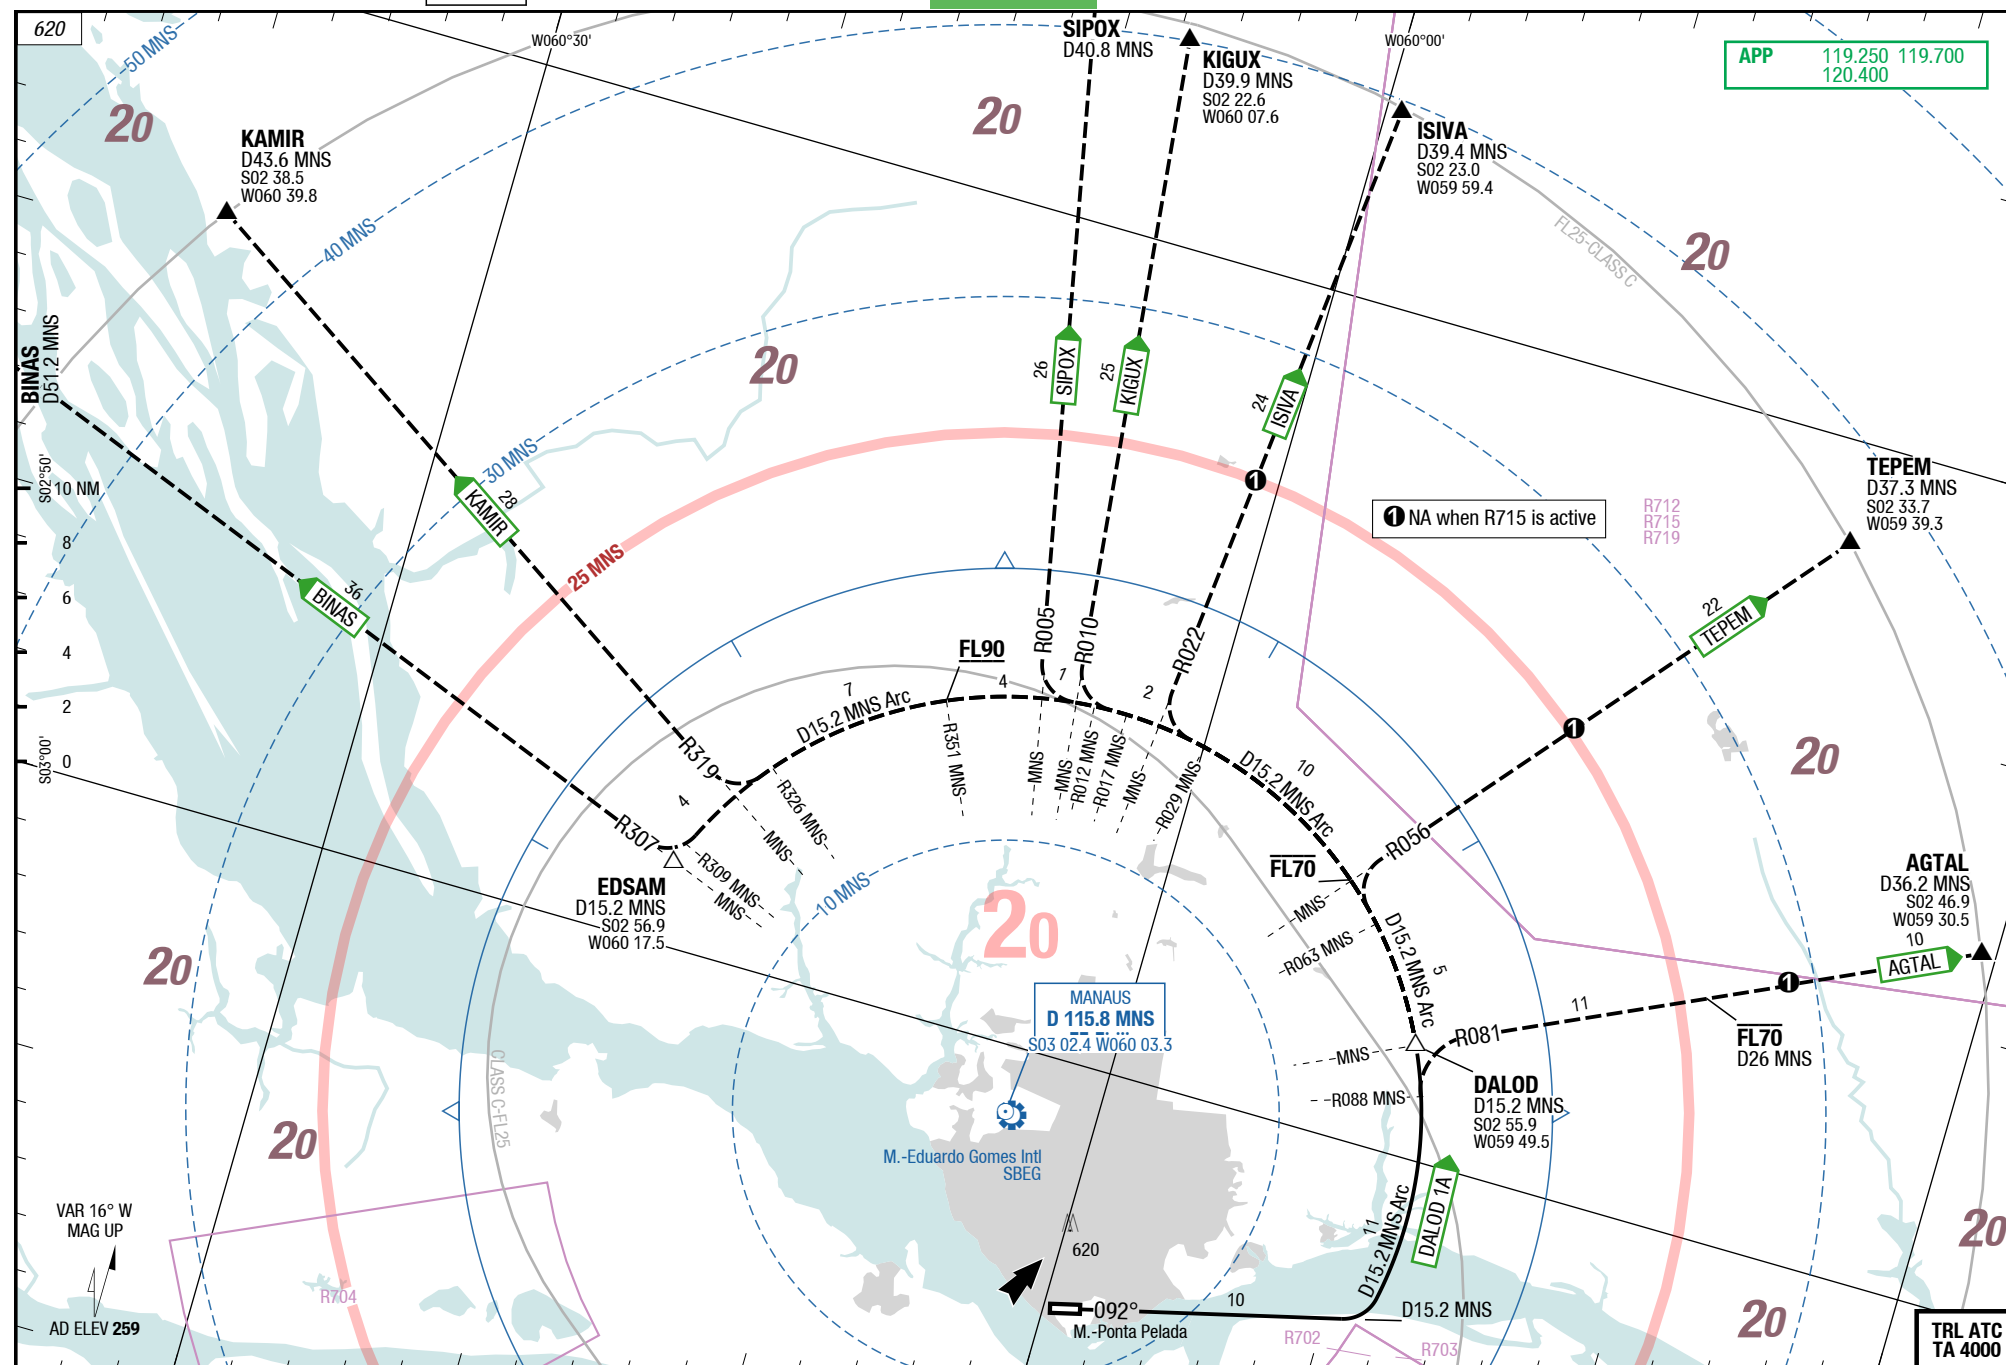 620
50 MNS
W060°30'
SIPOX
D40.8 MNS
KIGUX
D39.9 MNS
S02 22.6
W060 07.6
W060°00'
APP 119.250 119.700
120.400
20
20
KAMIR
D43.6 MNS
S02 38.5
W060 39.8
ISIVA
D39.4 MNS
S02 23.0
W059 59.4
40 MNS
FL25-CLASS C
20
BINAS
D51.2 MNS
20
26
SIPOX
25
KIGUX
24
ISIVA
30 MNS
KAMIR
28
TEPEM
D37.3 MNS
S02 33.7
W059 39.3
S02°50'
10 NM
8
6
4
2
0
S03°00'
1
1 NA when R715 is active
R712
R715
R719
25 MNS
36
BINAS
22
TEPEM
R005
R010
R022
FL90
7
D15.2 MNS Arc
4
1
2
R319
R351 MNS
MNS
MNS
R012 MNS
R017 MNS
MNS
R029 MNS
10
D15.2 MNS Arc
1
20
4
R307
R326 MNS
MNS
R309 MNS
MNS
R056
FL70
EDSAM
D15.2 MNS
S02 56.9
W060 17.5
10 MNS
20
MNS
R063 MNS
D15.2 MNS Arc
5
AGTAL
D36.2 MNS
S02 46.9
W059 30.5
10
AGTAL
20
1
11
R081
MANAUS
D 115.8 MNS
S03 02.4 W060 03.3
FL70
D26 MNS
MNS
R088 MNS
DALOD
D15.2 MNS
S02 55.9
W059 49.5
CLASS C-FL25
20
M.-Eduardo Gomes Intl
SBEG
VAR 16° W
MAG UP
11
D15.2 MNS Arc
DALOD 1A
20
620
R704
AD ELEV 259
092°
10
D15.2 MNS
M.-Ponta Pelada
R702
R703
20
TRL ATC
TA 4000